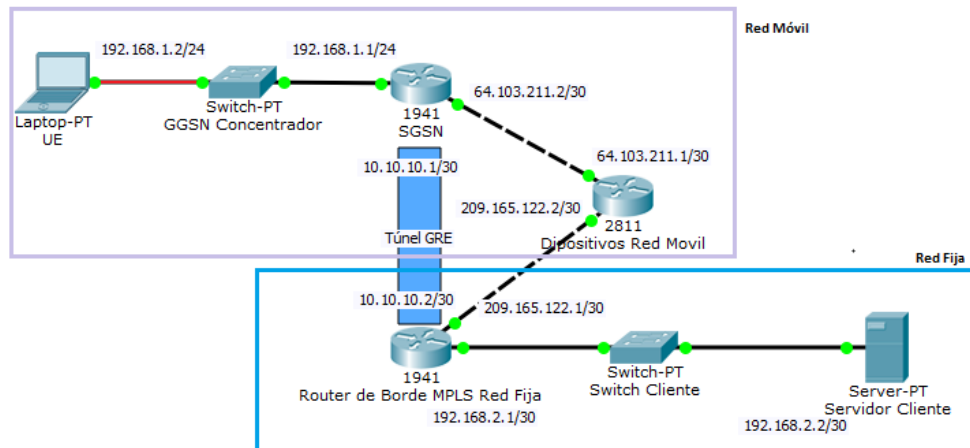 Red Móvil
192.168.1.2/24
192.168.1.1/24
64.103.211.2/30
Laptop-PT
UE
Switch-PT
GGSN Concentrador
1941
SGSN
10.10.10.1/30
64.103.211.1/30
209.165.122.2/30
2811
Dipositivos Red Movil
Túnel GRE
Red Fija
10.10.10.2/30
209.165.122.1/30
1941
Router de Borde MPLS Red Fija
192.168.2.1/30
Switch-PT
Switch Cliente
Server-PT
Servidor Cliente
192.168.2.2/30